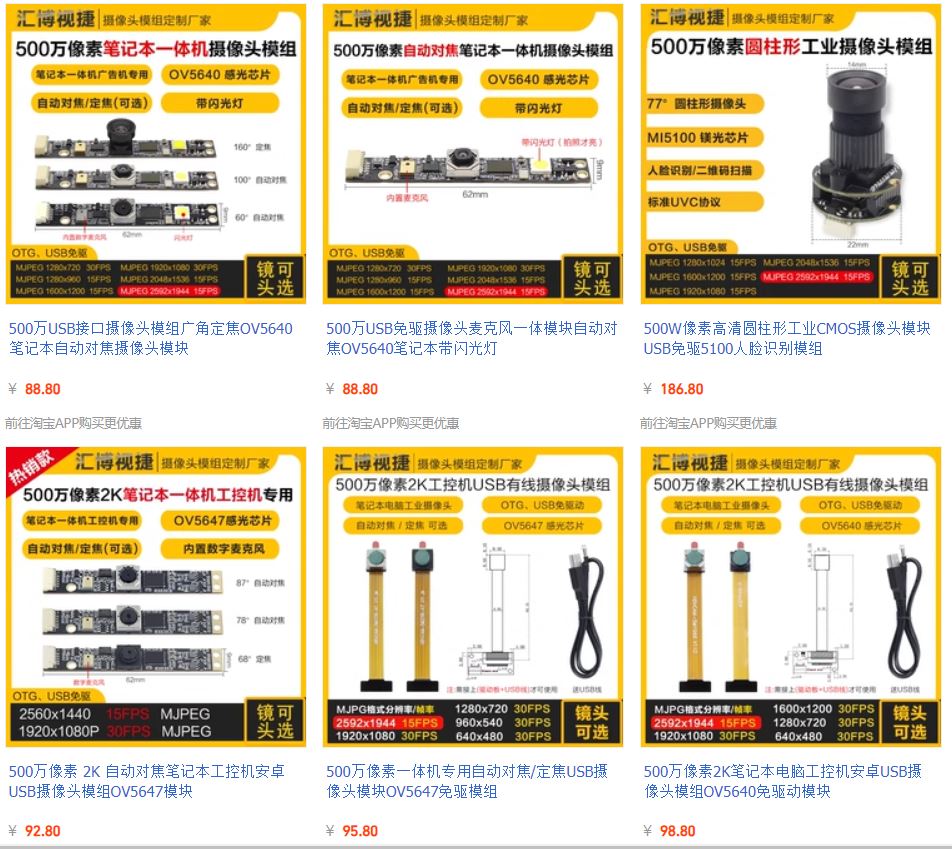 汇博视捷 摄像头模组定制厂家
500万像素笔记本一体机摄像头模组
笔记本一体机广告机专用 OV5640 感光芯片
自动对焦/定焦(可选) 带闪光灯
160° 定焦
100° 自动对焦
60° 自动对焦
9mm
内置数字麦克风 62mm 闪光灯
OTG、USB免驱
MJPEG 1280x720 30FPS MJPEG 1920x1080 30FPS
MJPEG 1280x960 15FPS MJPEG 2048x1536 15FPS
MJPEG 1600x1200 15FPS MJPEG 2592x1944 15FPS
镜可
头选
500万USB接口摄像头模组广角定焦OV5640
笔记本自动对焦摄像头模块
¥ 88.80
前往淘宝APP购买更优惠
汇博视捷 摄像头模组定制厂家
500万像素自动对焦笔记本摄像头模组
笔记本一体机广告机专用 OV5640 感光芯片
自动对焦/定焦(可选) 带闪光灯
带闪光灯（拍照才亮）
9mm
62mm
内置麦克风
OTG、USB免驱
MJPEG 1280x720 30FPS MJPEG 1920x1080 30FPS
MJPEG 1280x960 15FPS MJPEG 2048x1536 15FPS
MJPEG 1600x1200 15FPS MJPEG 2592x1944 15FPS
镜可
头选
500万USB免驱摄像头麦克风一体模块自动对
焦OV5640笔记本带闪光灯
¥ 88.80
前往淘宝APP购买更优惠
汇博视捷 摄像头模组定制厂家
500万像素圆柱形工业摄像头模组
14mm
77° 圆柱形摄像头
MI5100 镁光芯片
人脸识别/二维码扫描
标准UVC协议
22mm
OTG、USB免驱
MJPEG 1280x1024 15FPS MJPEG 2048x1536 15FPS
MJPEG 1600x1200 15FPS MJPEG 2592x1944 15FPS
MJPEG 1920x1080 15FPS
镜可
头选
500W像素高清圆柱形工业CMOS摄像头模块
USB免驱5100人脸识别模组
¥ 186.80
前往淘宝APP购买更优惠
热销款
汇博视捷 摄像头模组定制厂家
500万像素2K笔记本一体机工控机专用
笔记本一体机工控机专用 OV5647感光芯片
自动对焦/定焦(可选) 内置数字麦克风
87° 自动对焦
78° 自动对焦
68° 定焦
9mm
数字麦克风 62mm
OTG、USB免驱
2560x1440 15FPS MJPEG
1920x1080P 30FPS MJPEG
镜可
头选
500万像素 2K 自动对焦笔记本工控机安卓
USB摄像头模组OV5647模块
¥ 92.80
汇博视捷 摄像头模组定制厂家
500万像素2K工控机USB有线摄像头模组
笔记本电脑工业摄像头 OTG、USB免驱动
自动对焦 / 定焦 可选 OV5647 感光芯片
注:需接上(驱动板+USB线)才可使用 送USB线
MJPG格式分辨率/帧率 1280x720 30FPS
2592x1944 15FPS 960x540 30FPS
1920x1080 30FPS 640x480 30FPS
镜头
可选
500万像素一体机专用自动对焦/定焦USB摄
像头模块OV5647免驱模组
¥ 95.80
汇博视捷 摄像头模组定制厂家
500万像素2K工控机USB有线摄像头模组
笔记本电脑工业摄像头 OTG、USB免驱动
自动对焦 / 定焦 可选 OV5640 感光芯片
注:需接上(驱动板+USB线)才可使用 送USB线
MJPG格式分辨率/帧率 1600x1200 30FPS
2592x1944 15FPS 1280x720 30FPS
1920x1080 30FPS 640x480 30FPS
镜头
可选
500万像素2K笔记本电脑工控机安卓USB摄
像头模组OV5640免驱动模块
¥ 98.80